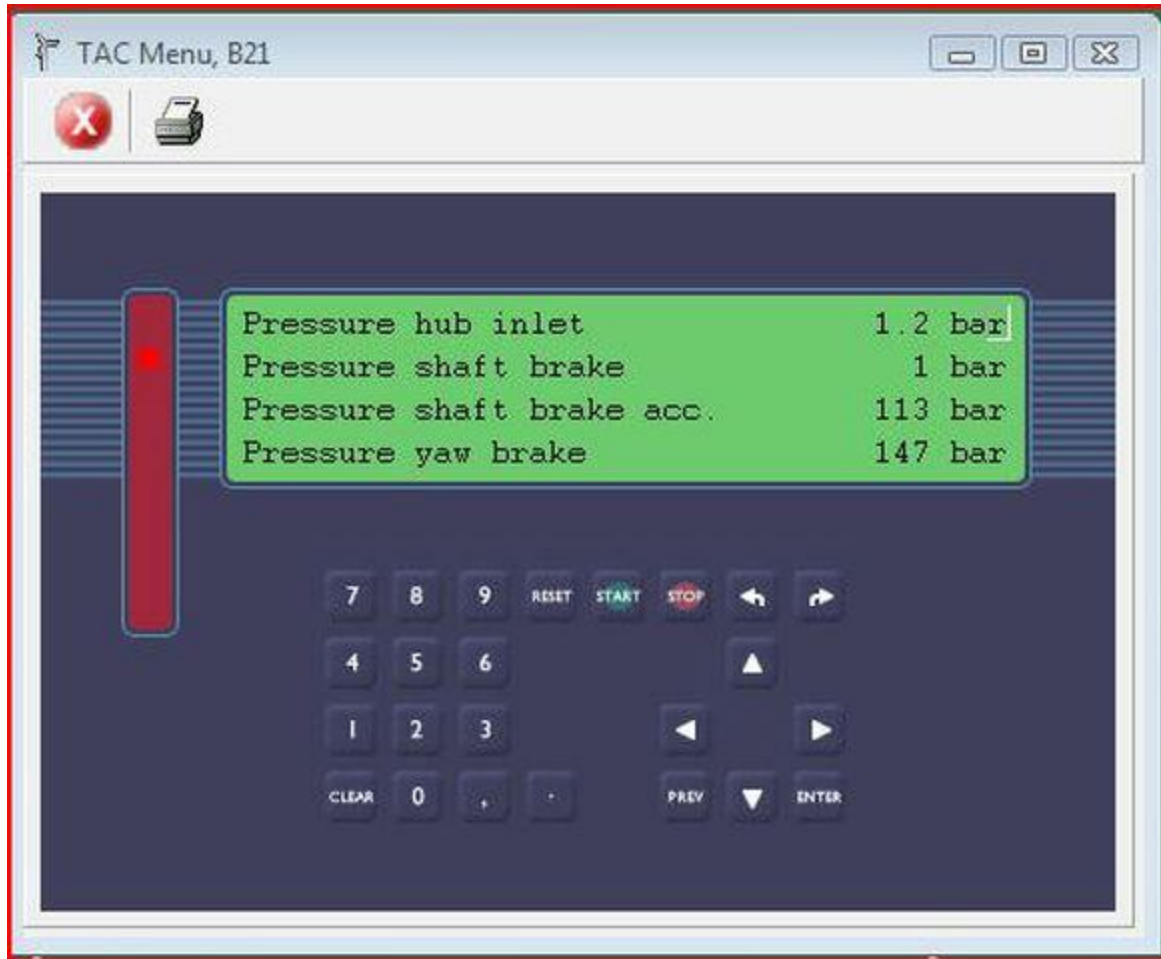 TAC Menu, B21
Pressure hub inlet 1.2 bar
Pressure shaft brake 1 bar
Pressure shaft brake acc. 113 bar
Pressure yaw brake 147 bar
7 8 9 RESET START STOP
4 5 6
1 2 3
CLEAR 0 , . PREV ENTER